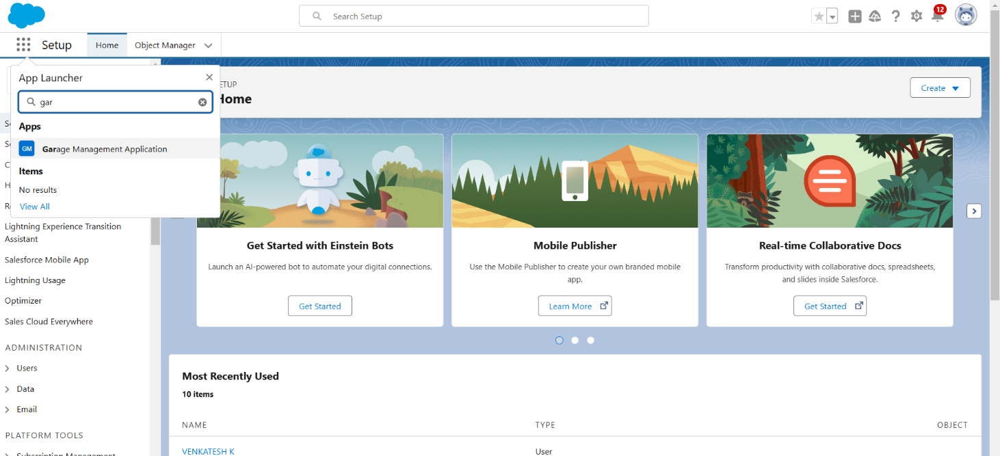 Search Setup
12
Setup
Home
Object Manager
App Launcher
gar
Apps
GM
Garage Management Application
Items
No results
View All
ETUP
Home
Create
Lightning Experience Transition
Assistant
Salesforce Mobile App
Lightning Usage
Optimizer
Sales Cloud Everywhere
ADMINISTRATION
Users
Data
Email
PLATFORM TOOLS
Subscription Management
Get Started with Einstein Bots
Launch an AI-powered bot to automate your digital connections.
Get Started
Mobile Publisher
Use the Mobile Publisher to create your own branded mobile
app.
Learn More
Real-time Collaborative Docs
Transform productivity with collaborative docs, spreadsheets,
and slides inside Salesforce.
Get Started
Most Recently Used
10 items
NAME TYPE OBJECT
VENKATESH K User